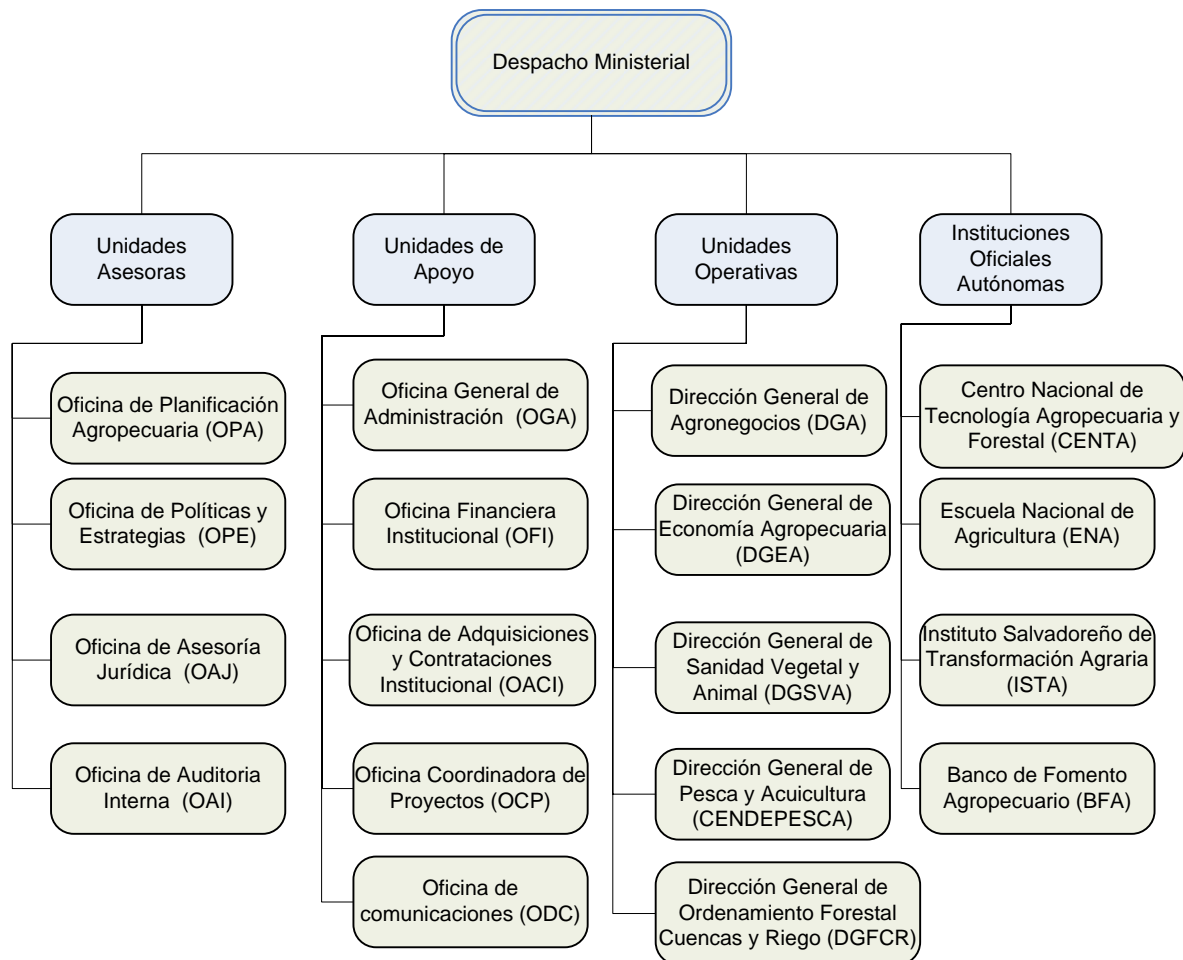 Despacho Ministerial
Unidades
Asesoras
Unidades de
Apoyo
Unidades
Operativas
Instituciones
Oficiales
Autónomas
Oficina de Planificación
Agropecuaria (OPA)
Oficina de Políticas y
Estrategias (OPE)
Oficina de Asesoría
Jurídica (OAJ)
Oficina de Auditoria
Interna (OAI)
Oficina General de
Administración (OGA)
Oficina Financiera
Institucional (OFI)
Oficina de Adquisiciones
y Contrataciones
Institucional (OACI)
Oficina Coordinadora de
Proyectos (OCP)
Oficina de
comunicaciones (ODC)
Dirección General de
Agronegocios (DGA)
Dirección General de
Economía Agropecuaria
(DGEA)
Dirección General de
Sanidad Vegetal y
Animal (DGSVA)
Dirección General de
Pesca y Acuicultura
(CENDEPESCA)
Dirección General de
Ordenamiento Forestal
Cuencas y Riego (DGFCR)
Centro Nacional de
Tecnología Agropecuaria y
Forestal (CENTA)
Escuela Nacional de
Agricultura (ENA)
Instituto Salvadoreño de
Transformación Agraria
(ISTA)
Banco de Fomento
Agropecuario (BFA)